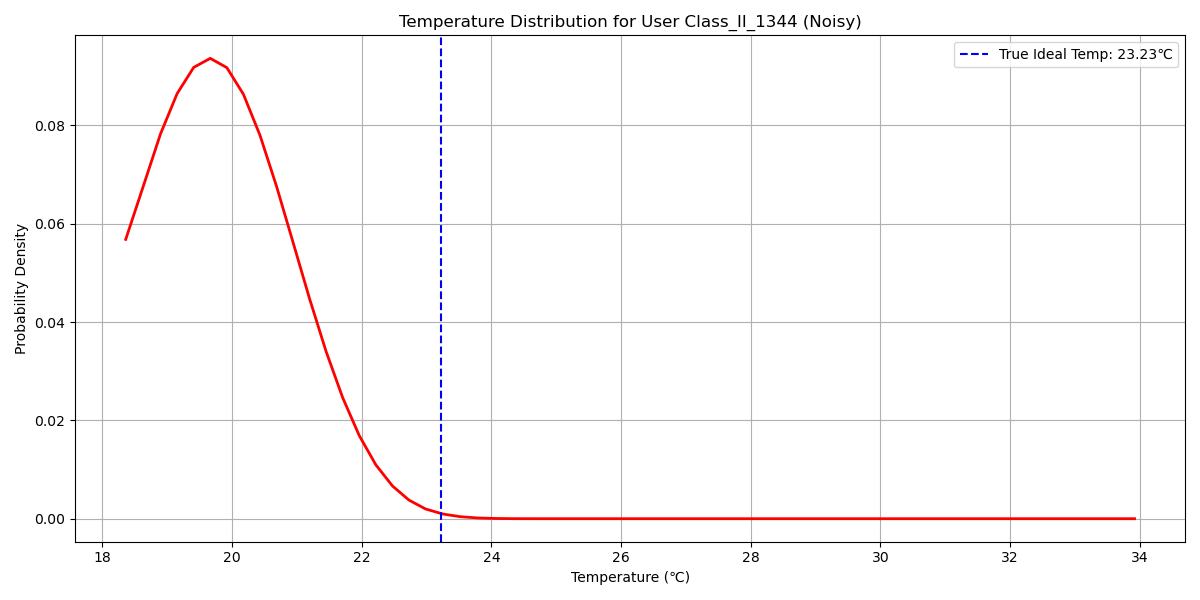 Temperature Distribution for User Class_II_1344 (Noisy)
True Ideal Temp: 23.23℃
Probability Density
0.08
0.06
0.04
0.02
0.00
18 20 22 24 26 28 30 32 34
Temperature (℃)